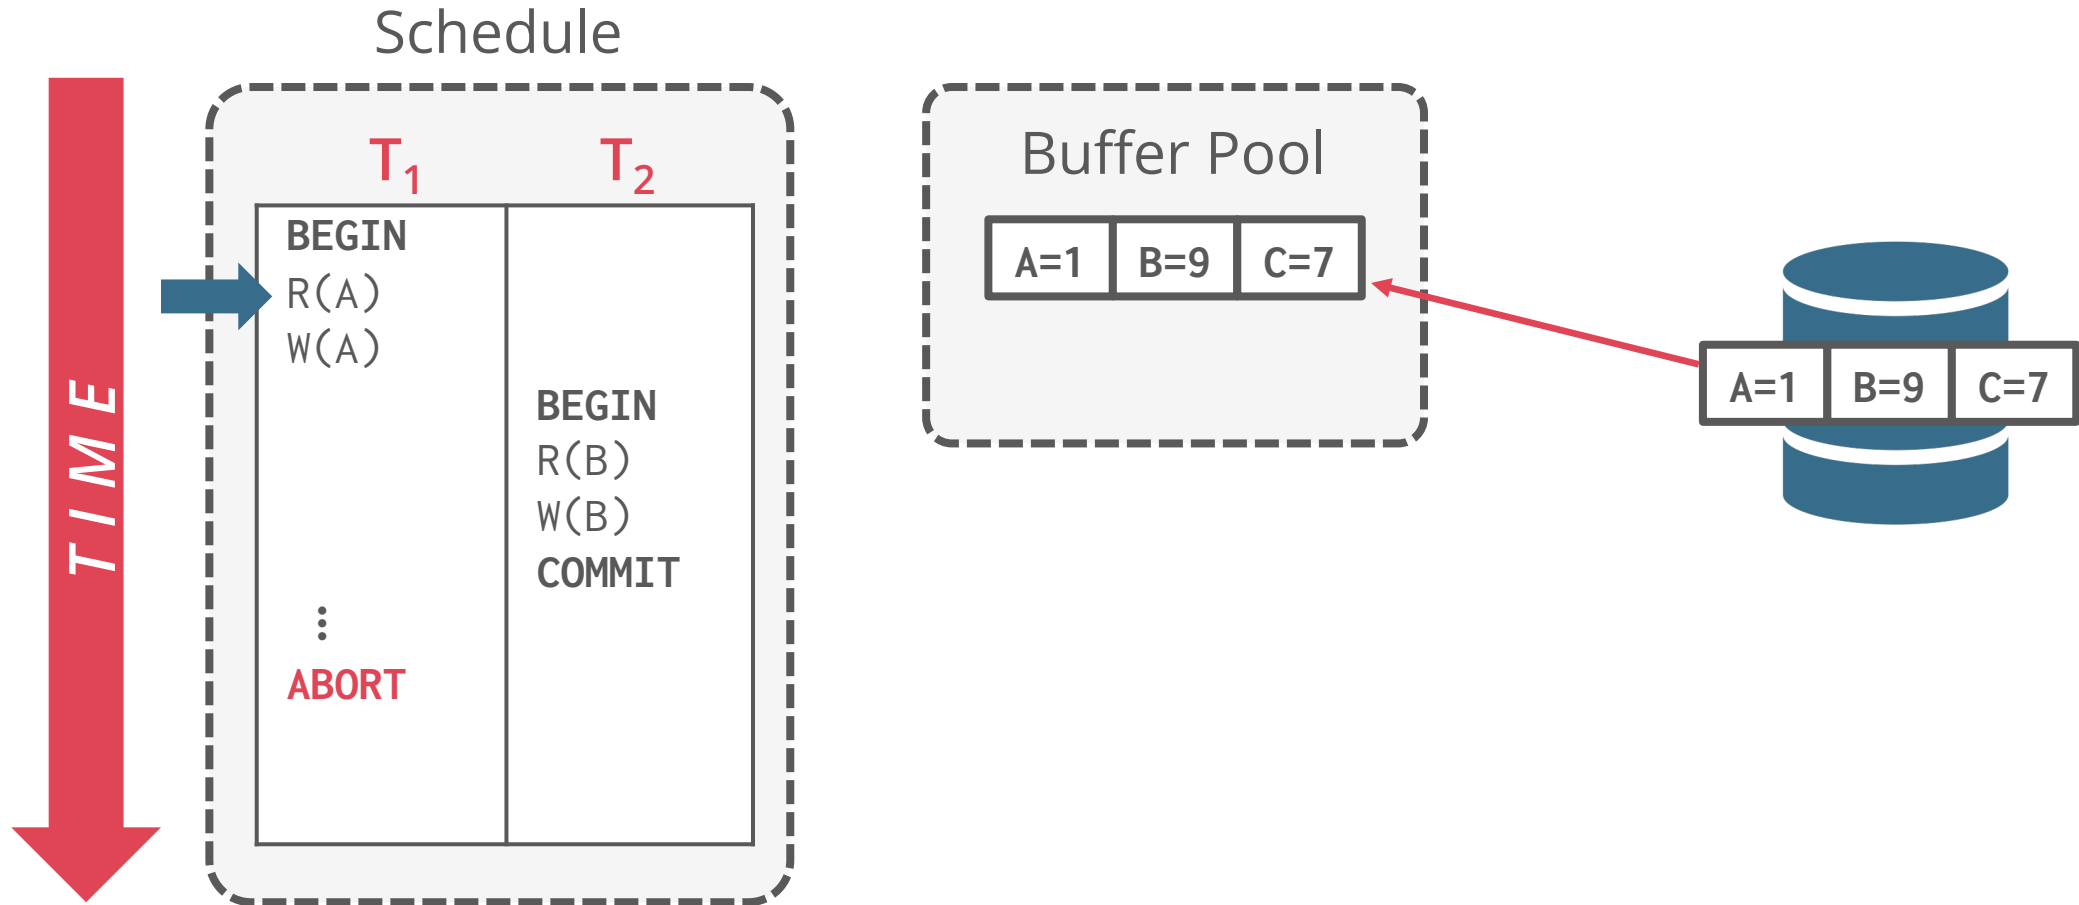 Schedule
TIME
T₁ T₂
BEGIN
R(A)
W(A)
BEGIN
R(B)
W(B)
COMMIT
⋮
ABORT
Buffer Pool
A=1 B=9 C=7
A=1 B=9 C=7